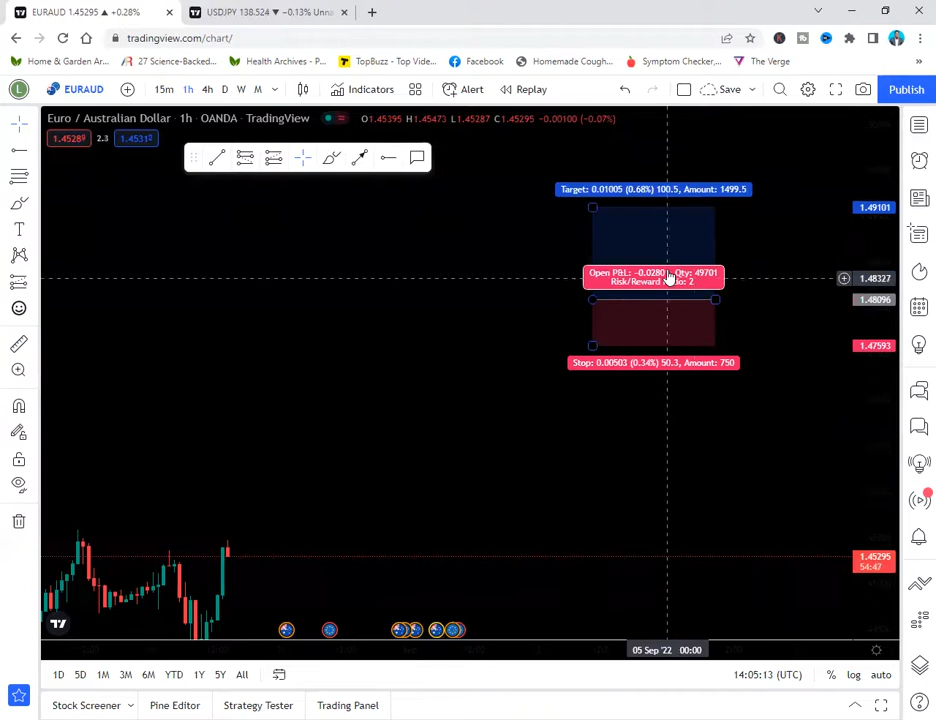 EURAUD 1.45295 ▲ +0.28%
USDJPY 138.524 ▼ −0.13% Unna
tradingview.com/chart/
Home & Garden Ar...
27 Science-Backed...
Health Archives - P...
TopBuzz - Top Vide...
Facebook
Homemade Cough...
Symptom Checker,...
The Verge
»
L
EURAUD
15m
1h
4h
D
W
M
Indicators
Alert
Replay
Save
Publish
Euro / Australian Dollar · 1h · OANDA · TradingView
O1.45395 H1.45473 L1.45287 C1.45295 −0.00100 (−0.07%)
1.45289
2.3
1.45312
Target: 0.01005 (0.68%) 100.5, Amount: 1499.5
1.49101
Open P&L: −0.0280 Qty: 49701
Risk/Reward Ratio: 2
1.48327
1.48096
1.47593
Stop: 0.00503 (0.34%) 50.3, Amount: 750
1.45295
54:47
05 Sep '22 00:00
1D
5D
1M
3M
6M
YTD
1Y
5Y
All
14:05:13 (UTC)
%
log
auto
Stock Screener
Pine Editor
Strategy Tester
Trading Panel